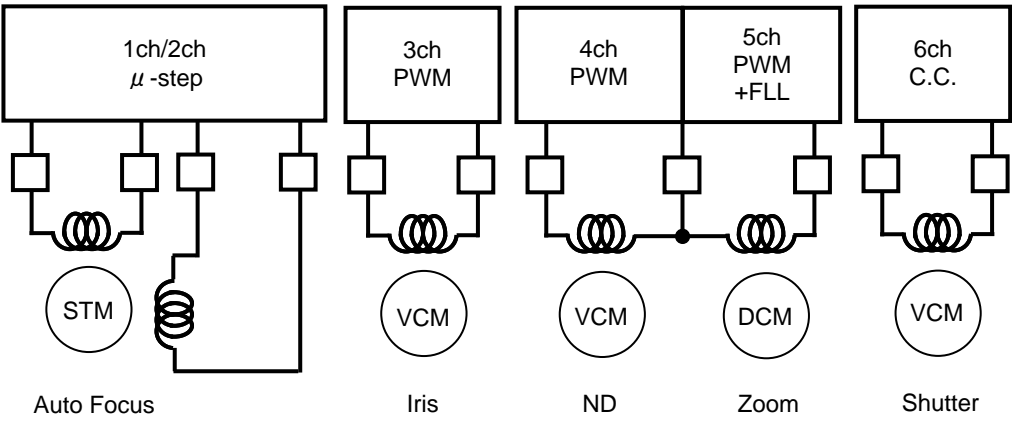 1ch/2ch
μ-step
3ch
PWM
4ch
PWM
5ch
PWM
+FLL
6ch
C.C.
STM
VCM
VCM
DCM
VCM
Auto Focus
Iris
ND
Zoom
Shutter